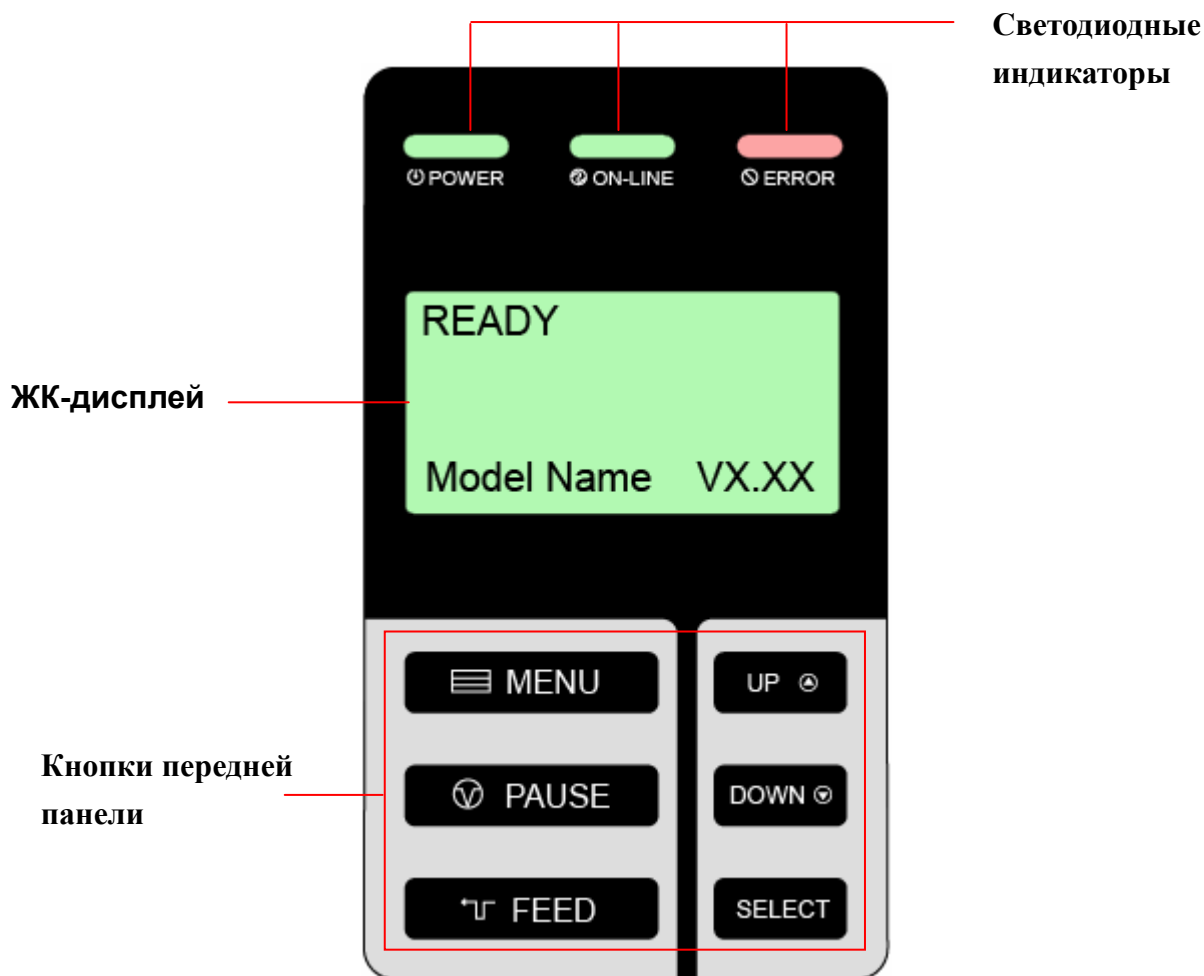 Светодиодные
индикаторы
POWER
ON-LINE
ERROR
READY
ЖК-дисплей
Model Name VX.XX
MENU
UP
Кнопки передней
панели
PAUSE
DOWN
FEED
SELECT